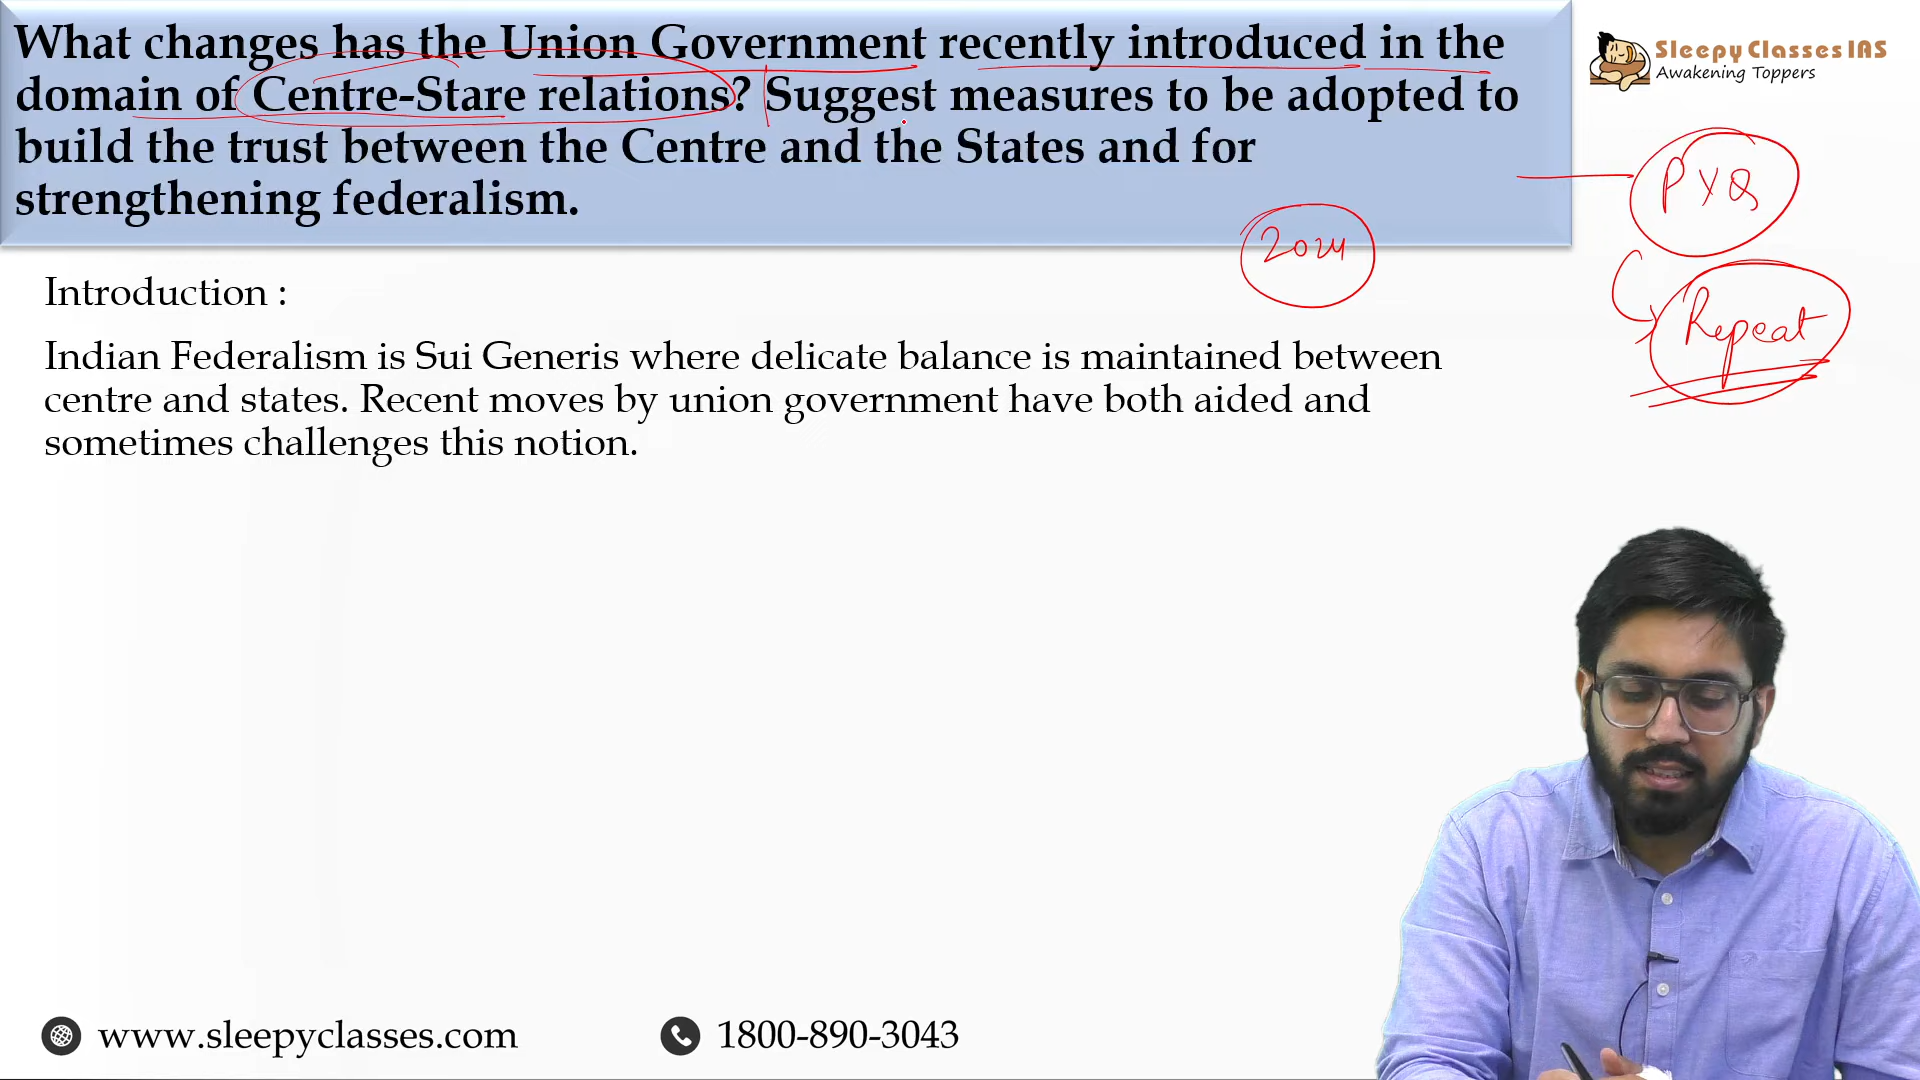 What changes has the Union Government recently introduced in the
domain of Centre-Stare relations? Suggest measures to be adopted to
build the trust between the Centre and the States and for
strengthening federalism.
Sleepy Classes IAS
Awakening Toppers
PYQ
2024
Repeat
Introduction :
Indian Federalism is Sui Generis where delicate balance is maintained between
centre and states. Recent moves by union government have both aided and
sometimes challenges this notion.
www.sleepyclasses.com
1800-890-3043